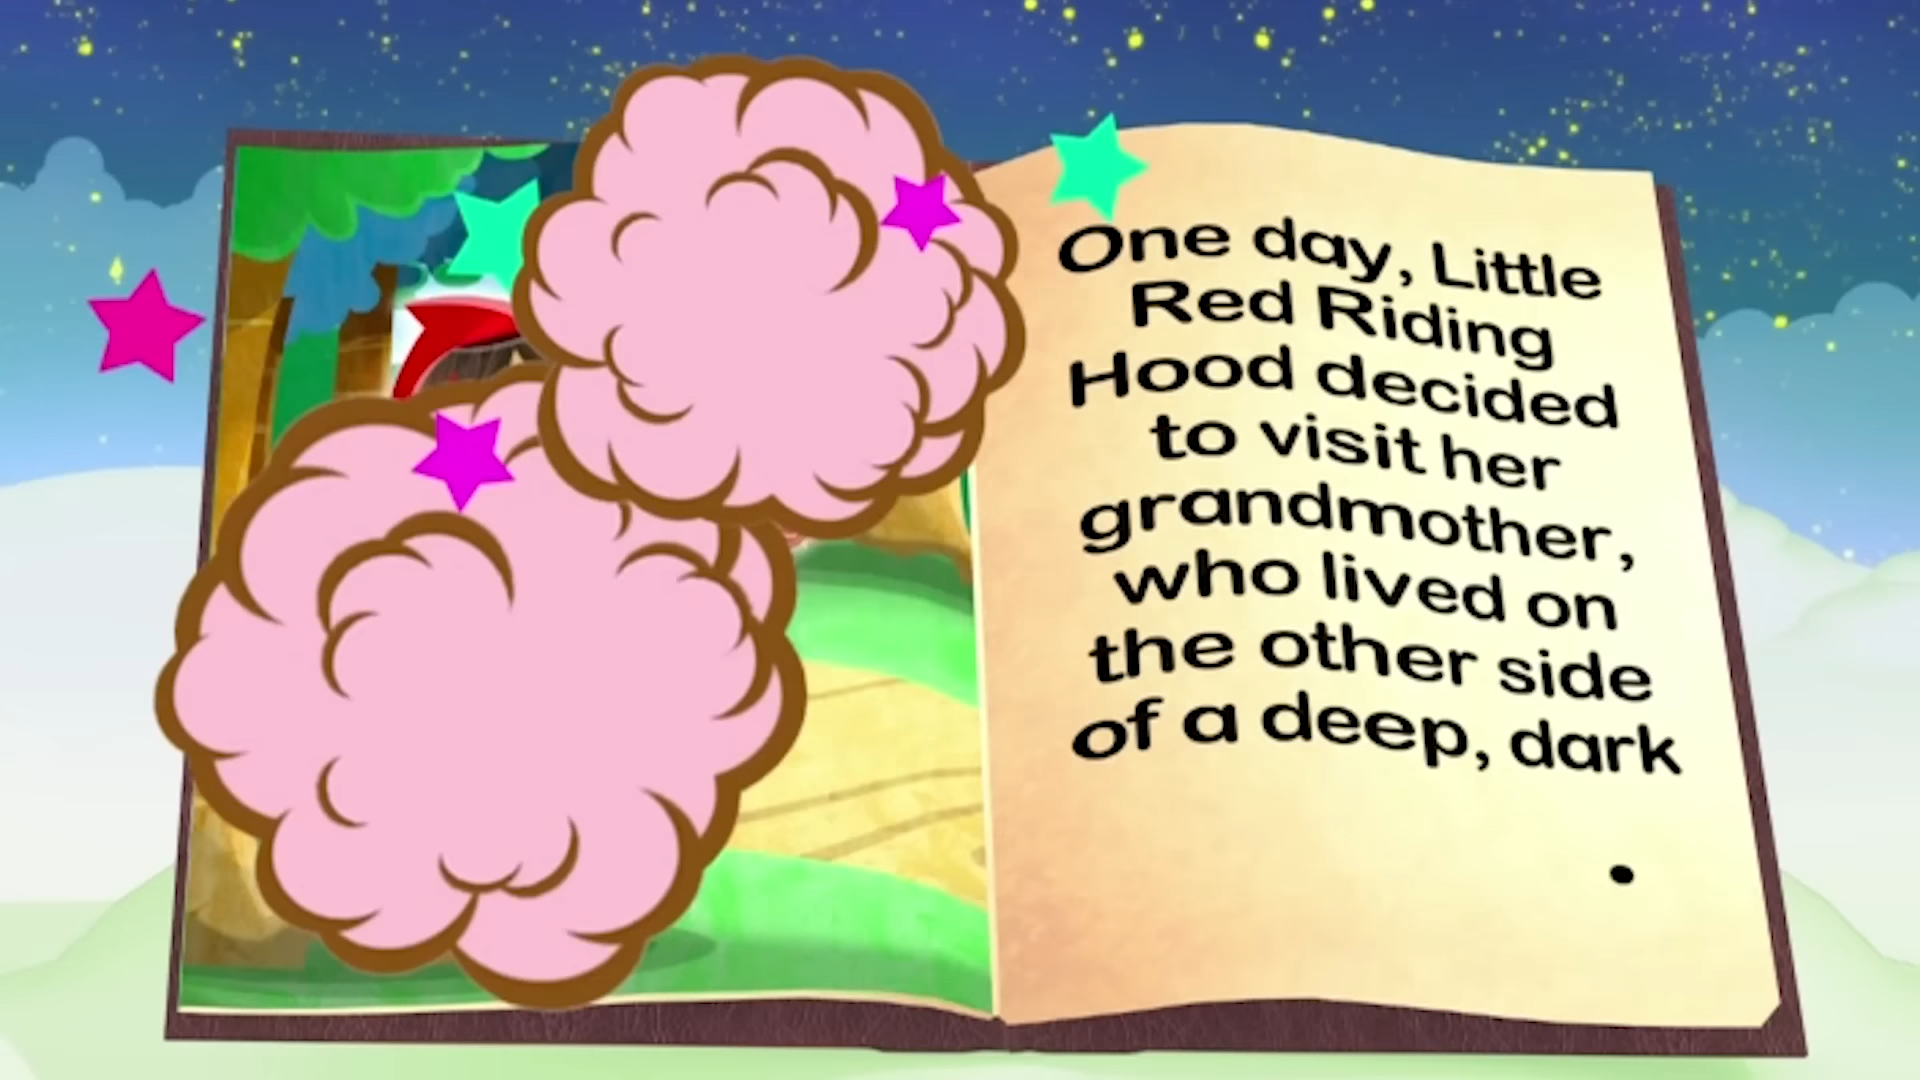 One day, Little
Red Riding
Hood decided
to visit her
grandmother,
who lived on
the other side
of a deep, dark
.